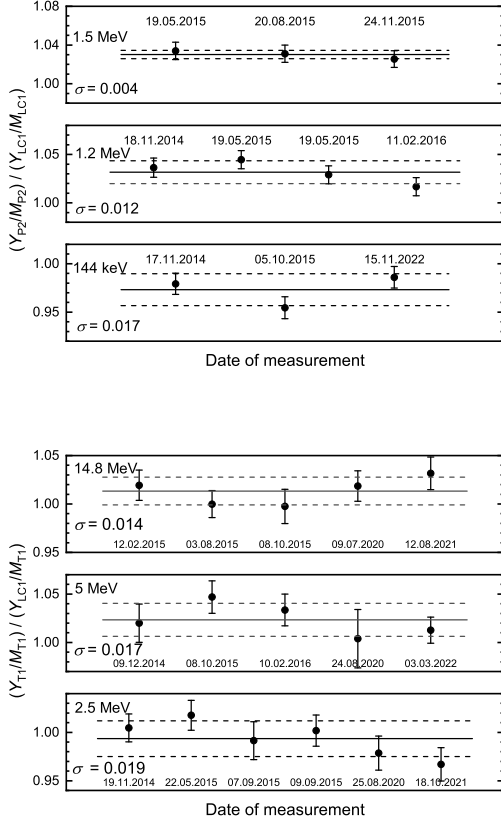 1.08
1.04
1.00
1.5 MeV
19.05.2015 20.08.2015 24.11.2015
σ = 0.004
(Y_P2/M_P2) / (Y_LC1/M_LC1)
1.05
1.00
18.11.2014 19.05.2015 19.05.2015 11.02.2016
1.2 MeV
σ = 0.012
1.00
0.95
144 keV
17.11.2014 05.10.2015 15.11.2022
σ = 0.017
Date of measurement
(Y_T1/M_T1) / (Y_LC1/M_T1)
1.05
1.00
0.95
14.8 MeV
σ = 0.014
12.02.2015 03.08.2015 08.10.2015 09.07.2020 12.08.2021
1.05
1.00
5 MeV
σ = 0.017
09.12.2014 08.10.2015 10.02.2016 24.08.2020 03.03.2022
1.00
0.95
2.5 MeV
σ = 0.019
19.11.2014 22.05.2015 07.09.2015 09.09.2015 25.08.2020 18.10.2021
Date of measurement